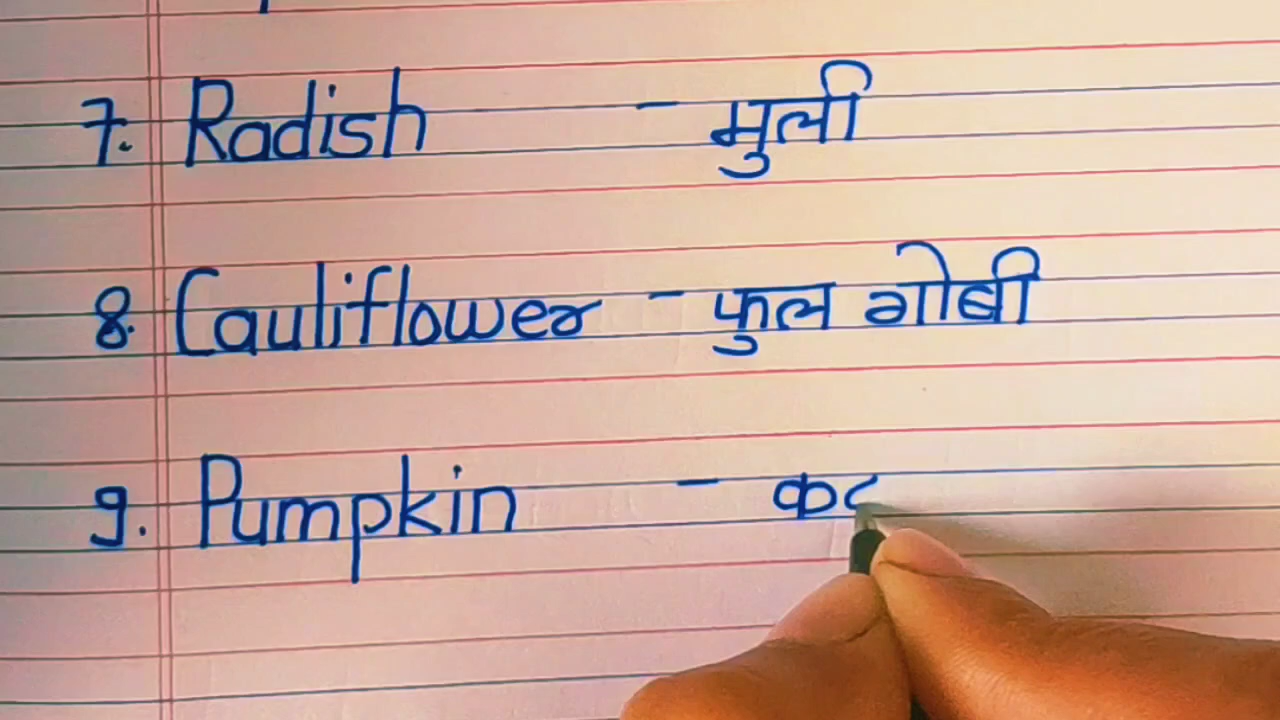 7. Radish - मुली
8. Cauliflower - फुल गोबी
9. Pumpkin -